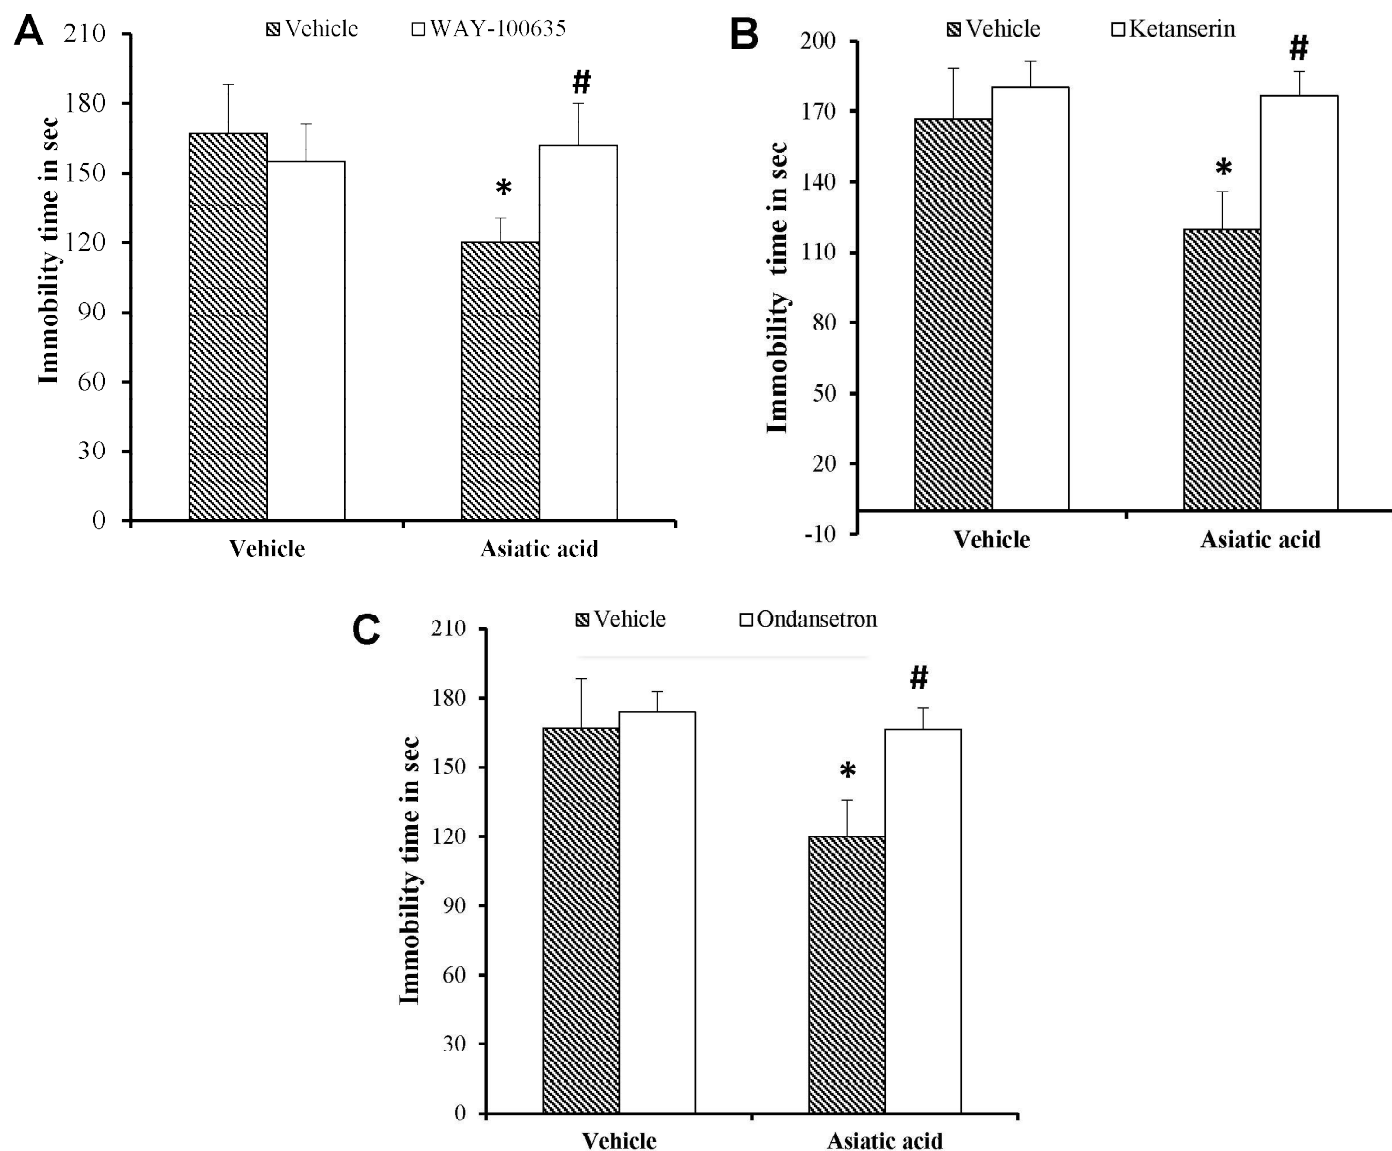 A
Vehicle WAY-100635
Immobility time in sec
210
180
150
120
90
60
30
0
#
*
Vehicle Asiatic acid
B
Vehicle Ketanserin
Immobility time in sec
200
170
140
110
80
50
20
-10
#
*
Vehicle Asiatic acid
C
Vehicle Ondansetron
Immobility time in sec
210
180
150
120
90
60
30
0
#
*
Vehicle Asiatic acid